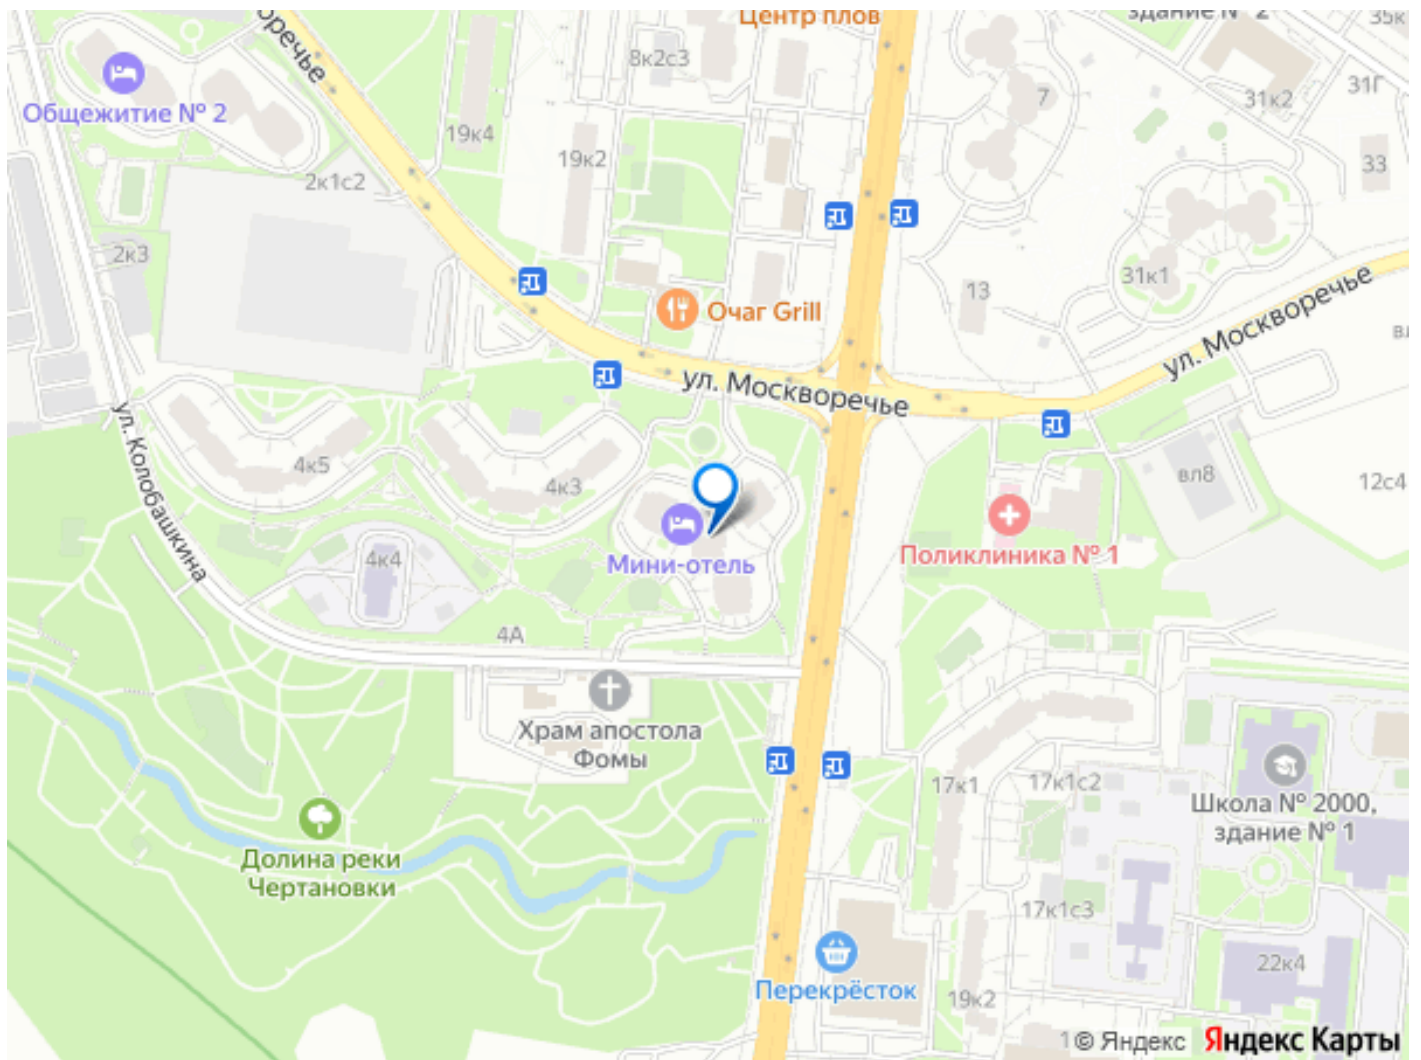 Центр плов
здание № 2
35к
воречье
8к2с3
Общежитие № 2
7
31к2
31Г
19к4
19к2
33
2к1с2
2к3
13
31к1
Очаг Grill
ул. Москворечье
ул. Москворечье
ул. Колобашкина
4к5
4к3
вл8
12с4
Поликлиника № 1
Мини-отель
4к4
4А
Храм апостола
Фомы
17к1
17к1с2
Школа № 2000,
здание № 1
Долина реки
Чертановки
17к1с3
22к4
Перекрёсток
19к2
© Яндекс
Яндекс Карты